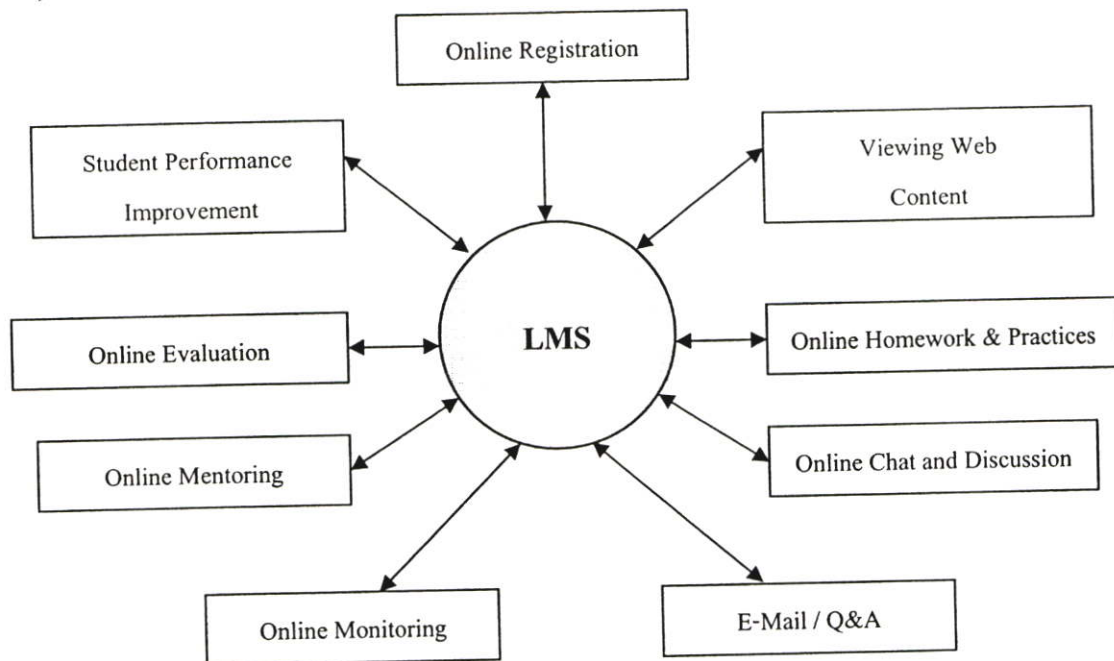 Online Registration
Student Performance
Improvement
Viewing Web
Content
LMS
Online Evaluation
Online Homework & Practices
Online Mentoring
Online Chat and Discussion
Online Monitoring
E-Mail / Q&A